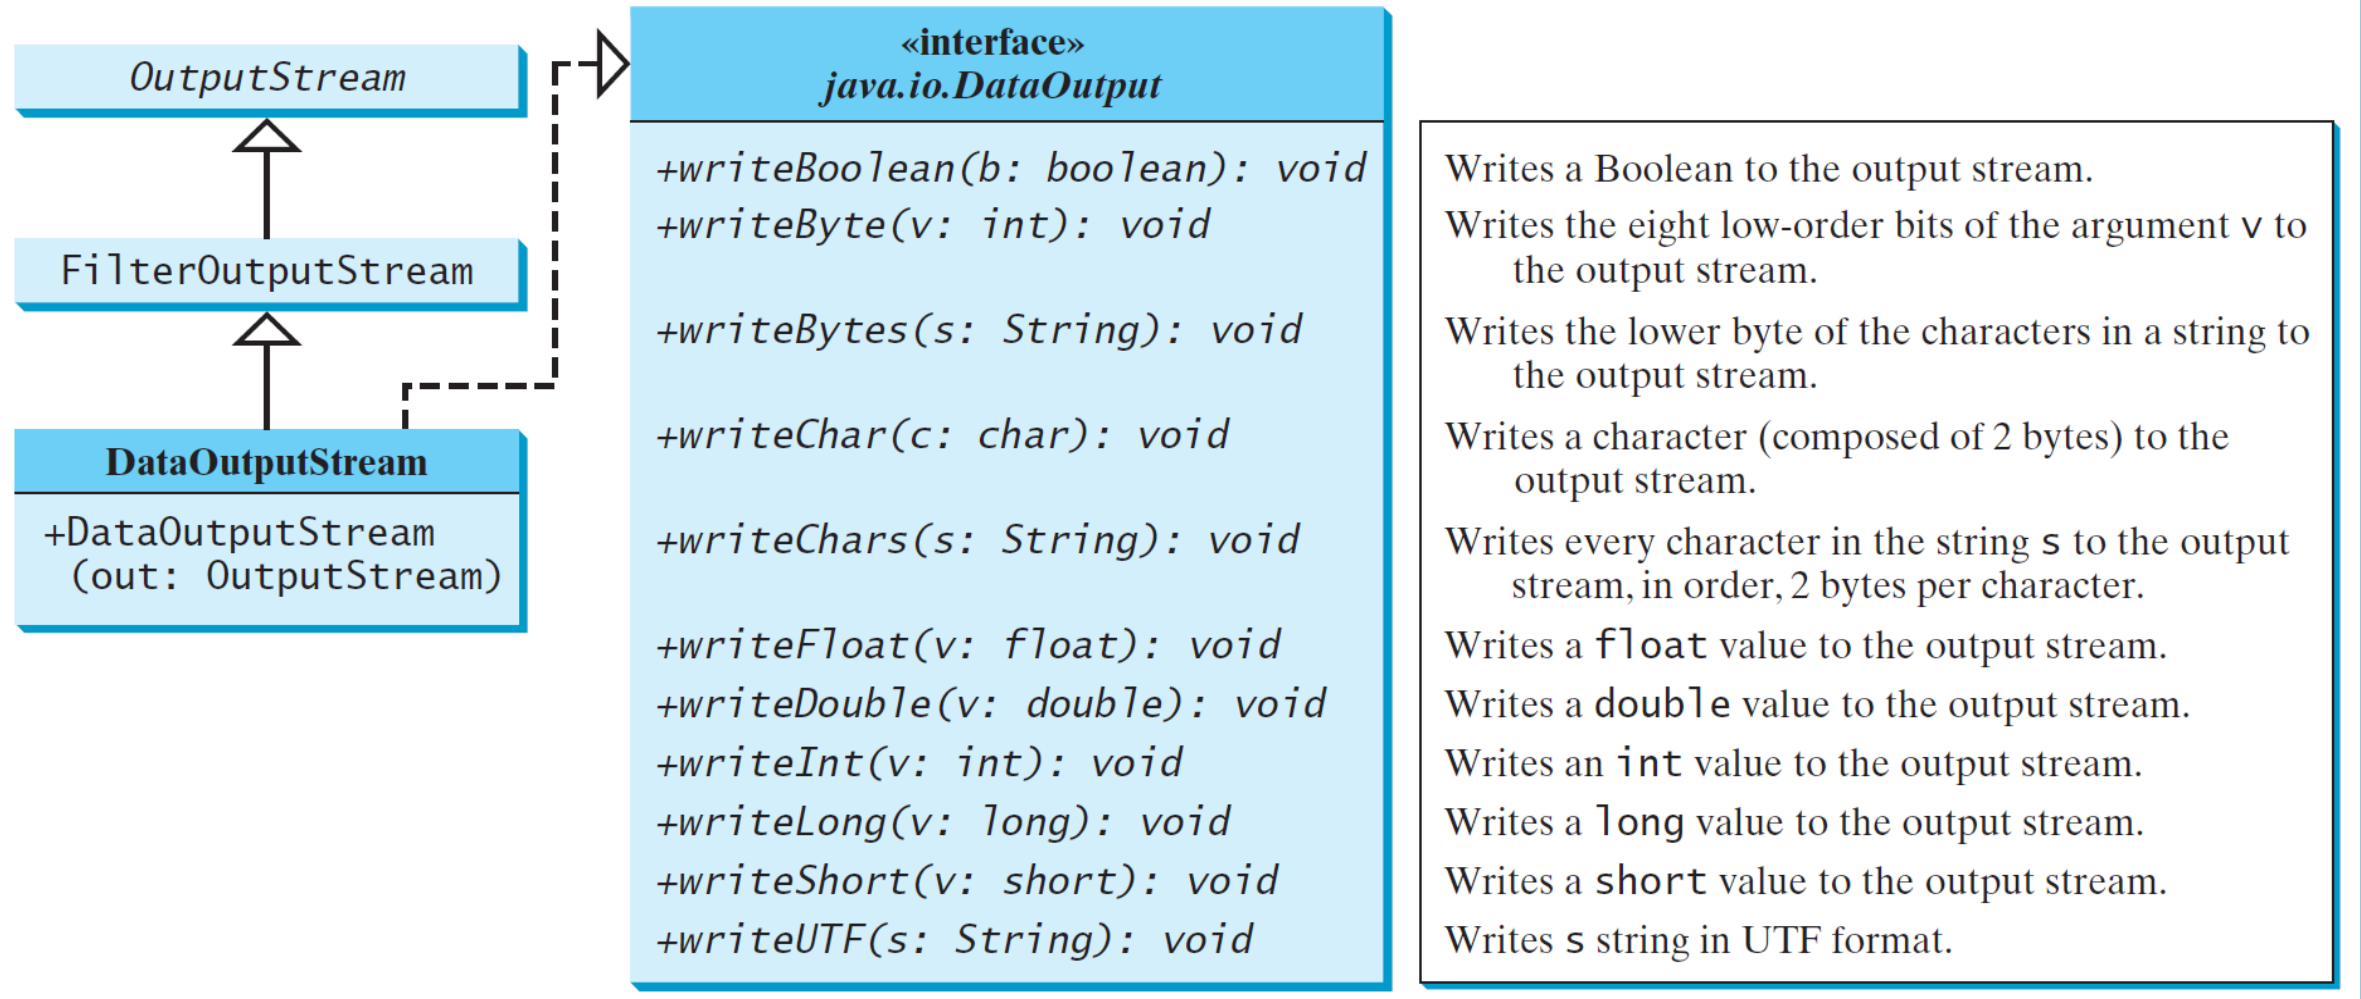 OutputStream
FilterOutputStream
DataOutputStream
+DataOutputStream
(out: OutputStream)
«interface»
java.io.DataOutput
+writeBoolean(b: boolean): void
Writes a Boolean to the output stream.
+writeByte(v: int): void
Writes the eight low-order bits of the argument v to
the output stream.
+writeBytes(s: String): void
Writes the lower byte of the characters in a string to
the output stream.
+writeChar(c: char): void
Writes a character (composed of 2 bytes) to the
output stream.
+writeChars(s: String): void
Writes every character in the string s to the output
stream, in order, 2 bytes per character.
+writeFloat(v: float): void
Writes a float value to the output stream.
+writeDouble(v: double): void
Writes a double value to the output stream.
+writeInt(v: int): void
Writes an int value to the output stream.
+writeLong(v: long): void
Writes a long value to the output stream.
+writeShort(v: short): void
Writes a short value to the output stream.
+writeUTF(s: String): void
Writes s string in UTF format.